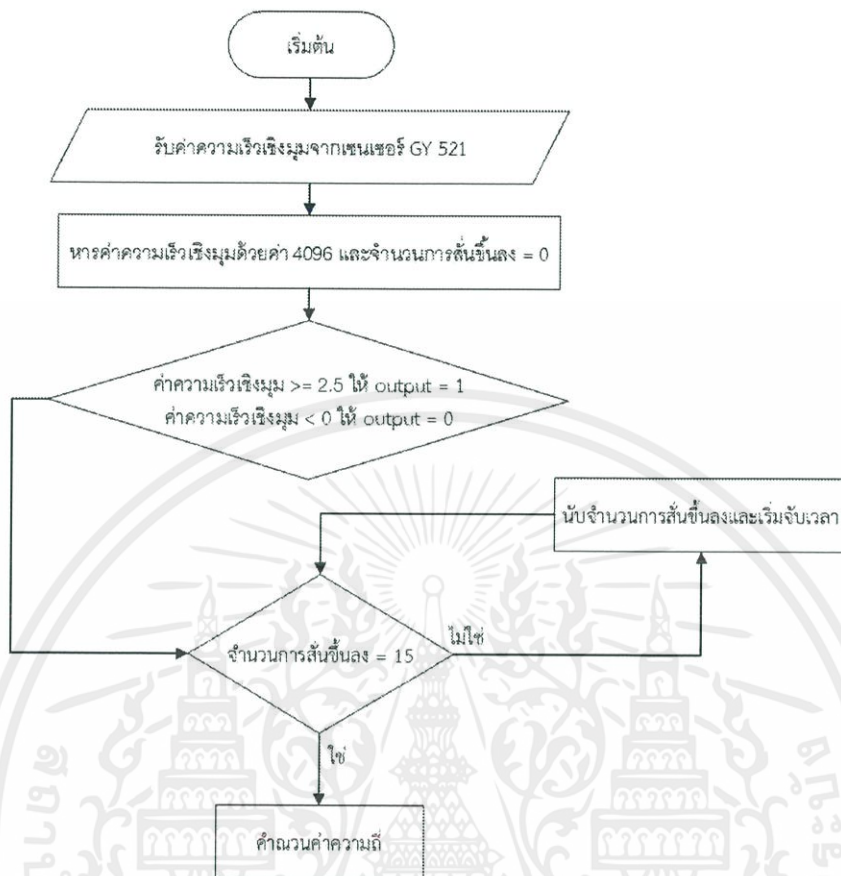 เริ่มต้น
รับค่าความเร็วเชิงมุมจากเซนเซอร์ GY 521
หารค่าความเร็วเชิงมุมด้วยค่า 4096 และจำนวนการสั่นขึ้นลง = 0
ค่าความเร็วเชิงมุม >= 2.5 ให้ output = 1
ค่าความเร็วเชิงมุม < 0 ให้ output = 0
นับจำนวนการสั่นขึ้นลงและเริ่มจับเวลา
จำนวนการสั่นขึ้นลง = 15
ไม่ใช่
ใช่
คำณวนค่าความถี่